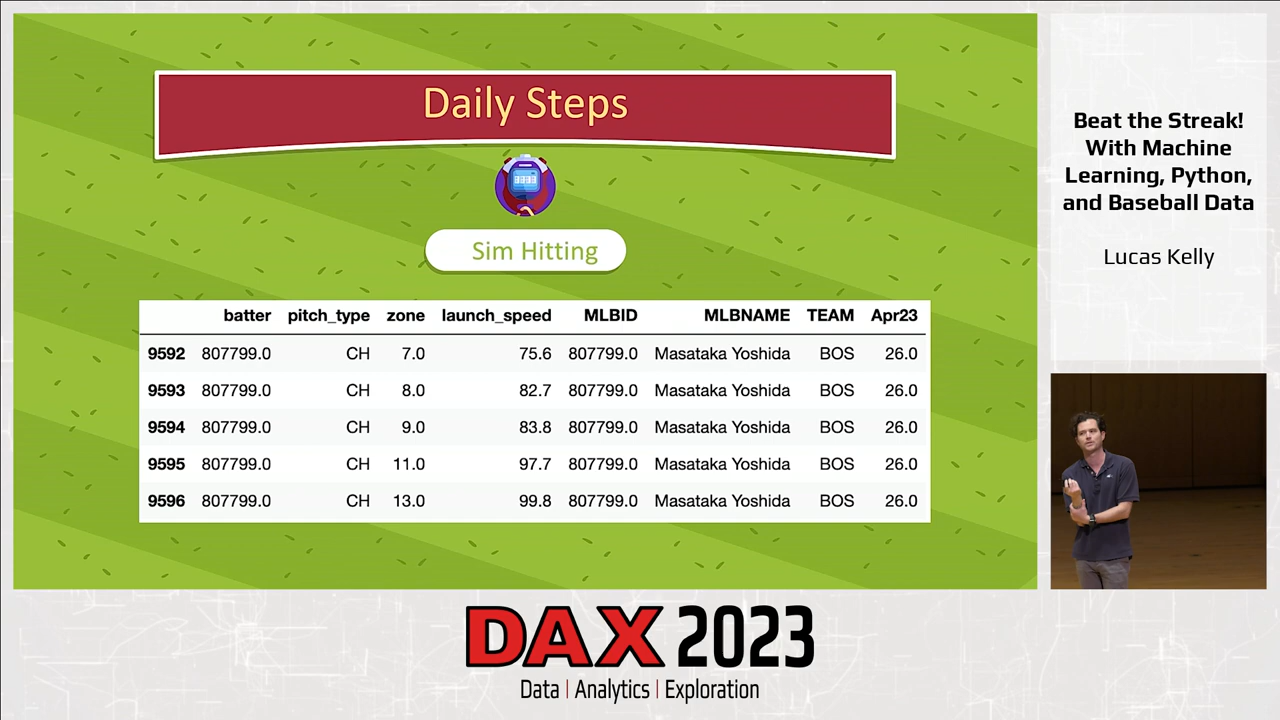 Daily Steps
Sim Hitting
batter pitch_type zone launch_speed MLBID MLBNAME TEAM Apr23
9592 807799.0 CH 7.0 75.6 807799.0 Masataka Yoshida BOS 26.0
9593 807799.0 CH 8.0 82.7 807799.0 Masataka Yoshida BOS 26.0
9594 807799.0 CH 9.0 83.8 807799.0 Masataka Yoshida BOS 26.0
9595 807799.0 CH 11.0 97.7 807799.0 Masataka Yoshida BOS 26.0
9596 807799.0 CH 13.0 99.8 807799.0 Masataka Yoshida BOS 26.0
Beat the Streak!
With Machine
Learning, Python,
and Baseball Data
Lucas Kelly
DAX 2023
Data | Analytics | Exploration